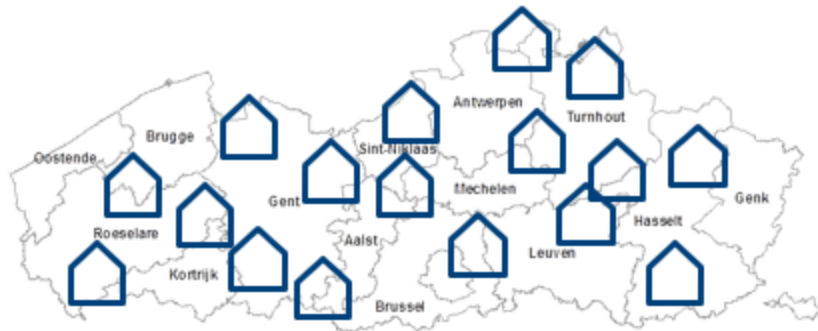 Antwerpen
Turnhout
Brugge
Sint-Niklaas
Oostende
Mechelen
Genk
Gent
Hasselt
Roeselare
Aalst
Leuven
Kortrijk
Brussel